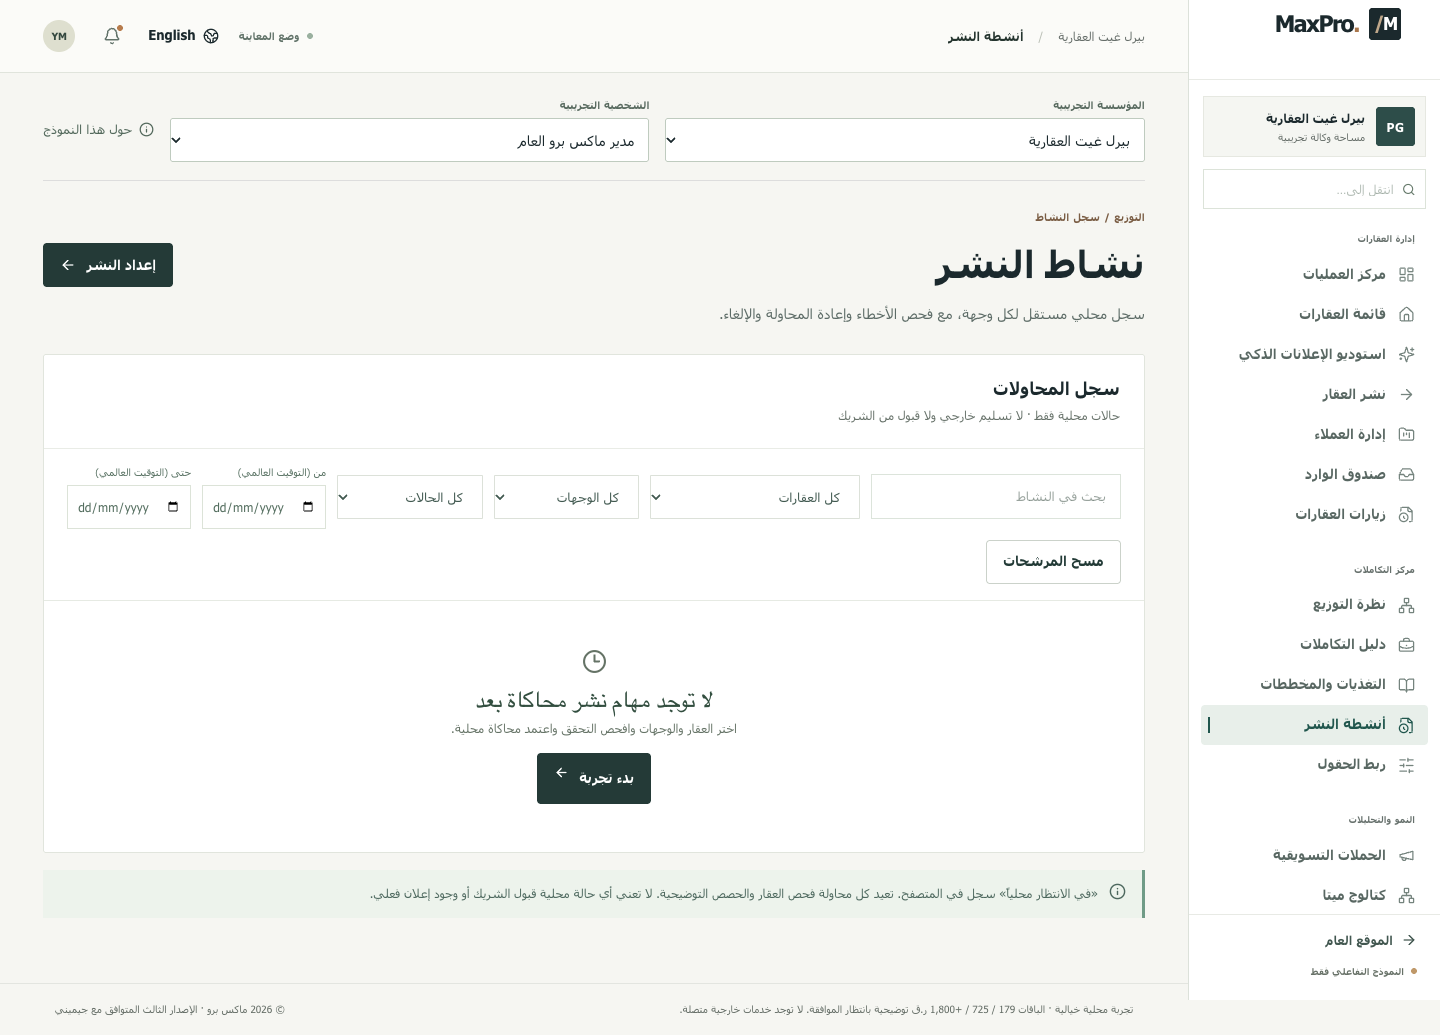 MaxPro.
/M
بيرل غيت العقارية / أنشطة النشر
وضع المعاينة
English
YM
PG
بيرل غيت العقارية
مساحة وكالة تجريبية
انتقل إلى...
إدارة العقارات
مركز العمليات
قائمة العقارات
استوديو الإعلانات الذكي
نشر العقار
إدارة العملاء
صندوق الوارد
زيارات العقارات
مركز التكاملات
نظرة التوزيع
دليل التكاملات
التغذيات والمخططات
أنشطة النشر
ربط الحقول
النمو والتحليلات
الحملات التسويقية
كتالوج ميتا
الموقع العام
النموذج التفاعلي فقط
المؤسسة التجريبية
بيرل غيت العقارية
الشخصية التجريبية
مدير ماكس برو العام
حول هذا النموذج
التوزيع / سجل النشاط
نشاط النشر
إعداد النشر
سجل محلي مستقل لكل وجهة، مع فحص الأخطاء وإعادة المحاولة والإلغاء.
سجل المحاولات
حالات محلية فقط · لا تسليم خارجي ولا قبول من الشريك
بحث في النشاط
كل العقارات
كل الوجهات
كل الحالات
من (التوقيت العالمي)
dd/mm/yyyy
حتى (التوقيت العالمي)
dd/mm/yyyy
مسح المرشحات
لا توجد مهام نشر محاكاة بعد
اختر العقار والوجهات وافحص التحقق واعتمد محاكاة محلية.
بدء تجربة
«في الانتظار محلياً» سجل في المتصفح. تعيد كل محاولة فحص العقار والحصص التوضيحية. لا تعني أي حالة محلية قبول الشريك أو وجود إعلان فعلي.
تجربة محلية خيالية · الباقات 179 / 725 / +1,800 ر.ق توضيحية بانتظار الموافقة. لا توجد خدمات خارجية متصلة.
© 2026 ماكس برو · الإصدار الثالث المتوافق مع جيميني